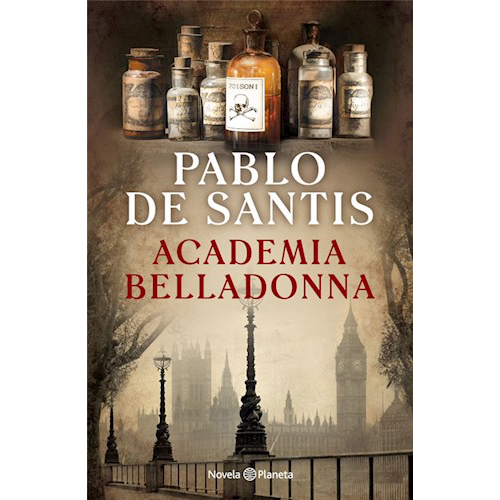 POISON!
PABLO
DE SANTIS
ACADEMIA
BELLADONNA
Novela Planeta